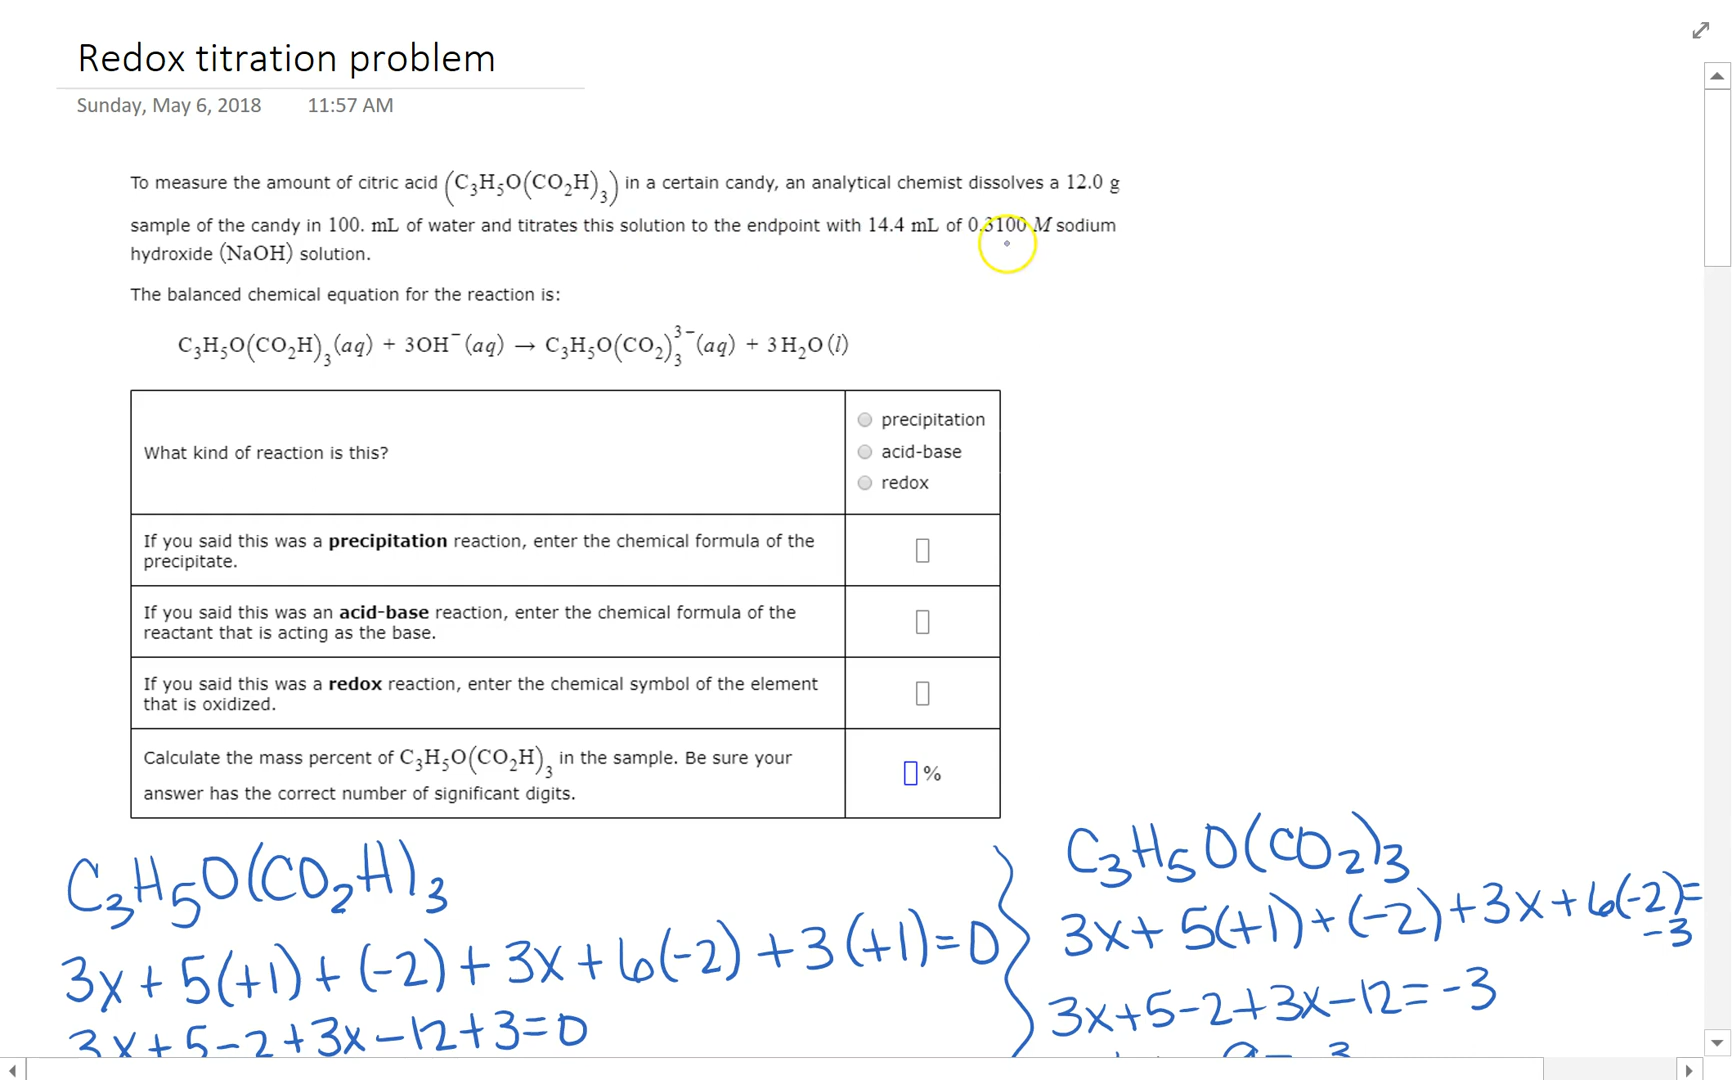 Redox titration problem
Sunday, May 6, 2018 11:57 AM
To measure the amount of citric acid (C₃H₅O(CO₂H)₃) in a certain candy, an analytical chemist dissolves a 12.0 g
sample of the candy in 100. mL of water and titrates this solution to the endpoint with 14.4 mL of 0.3100 M sodium
hydroxide (NaOH) solution.
The balanced chemical equation for the reaction is:
C₃H₅O(CO₂H)₃(aq) + 3OH⁻(aq) → C₃H₅O(CO₂)₃³⁻(aq) + 3H₂O(l)
What kind of reaction is this?
precipitation
acid-base
redox
If you said this was a precipitation reaction, enter the chemical formula of the
precipitate.
If you said this was an acid-base reaction, enter the chemical formula of the
reactant that is acting as the base.
If you said this was a redox reaction, enter the chemical symbol of the element
that is oxidized.
Calculate the mass percent of C₃H₅O(CO₂H)₃ in the sample. Be sure your
answer has the correct number of significant digits.
%
C₃H₅O(CO₂H)₃
3x + 5(+1) + (-2) + 3x + 6(-2) + 3(+1) = 0
3x + 5 - 2 + 3x - 12 + 3 = 0
C₃H₅O(CO₂)₃
3x + 5(+1) + (-2) + 3x + 6(-2) =
-3
3x + 5 - 2 + 3x - 12 = -3